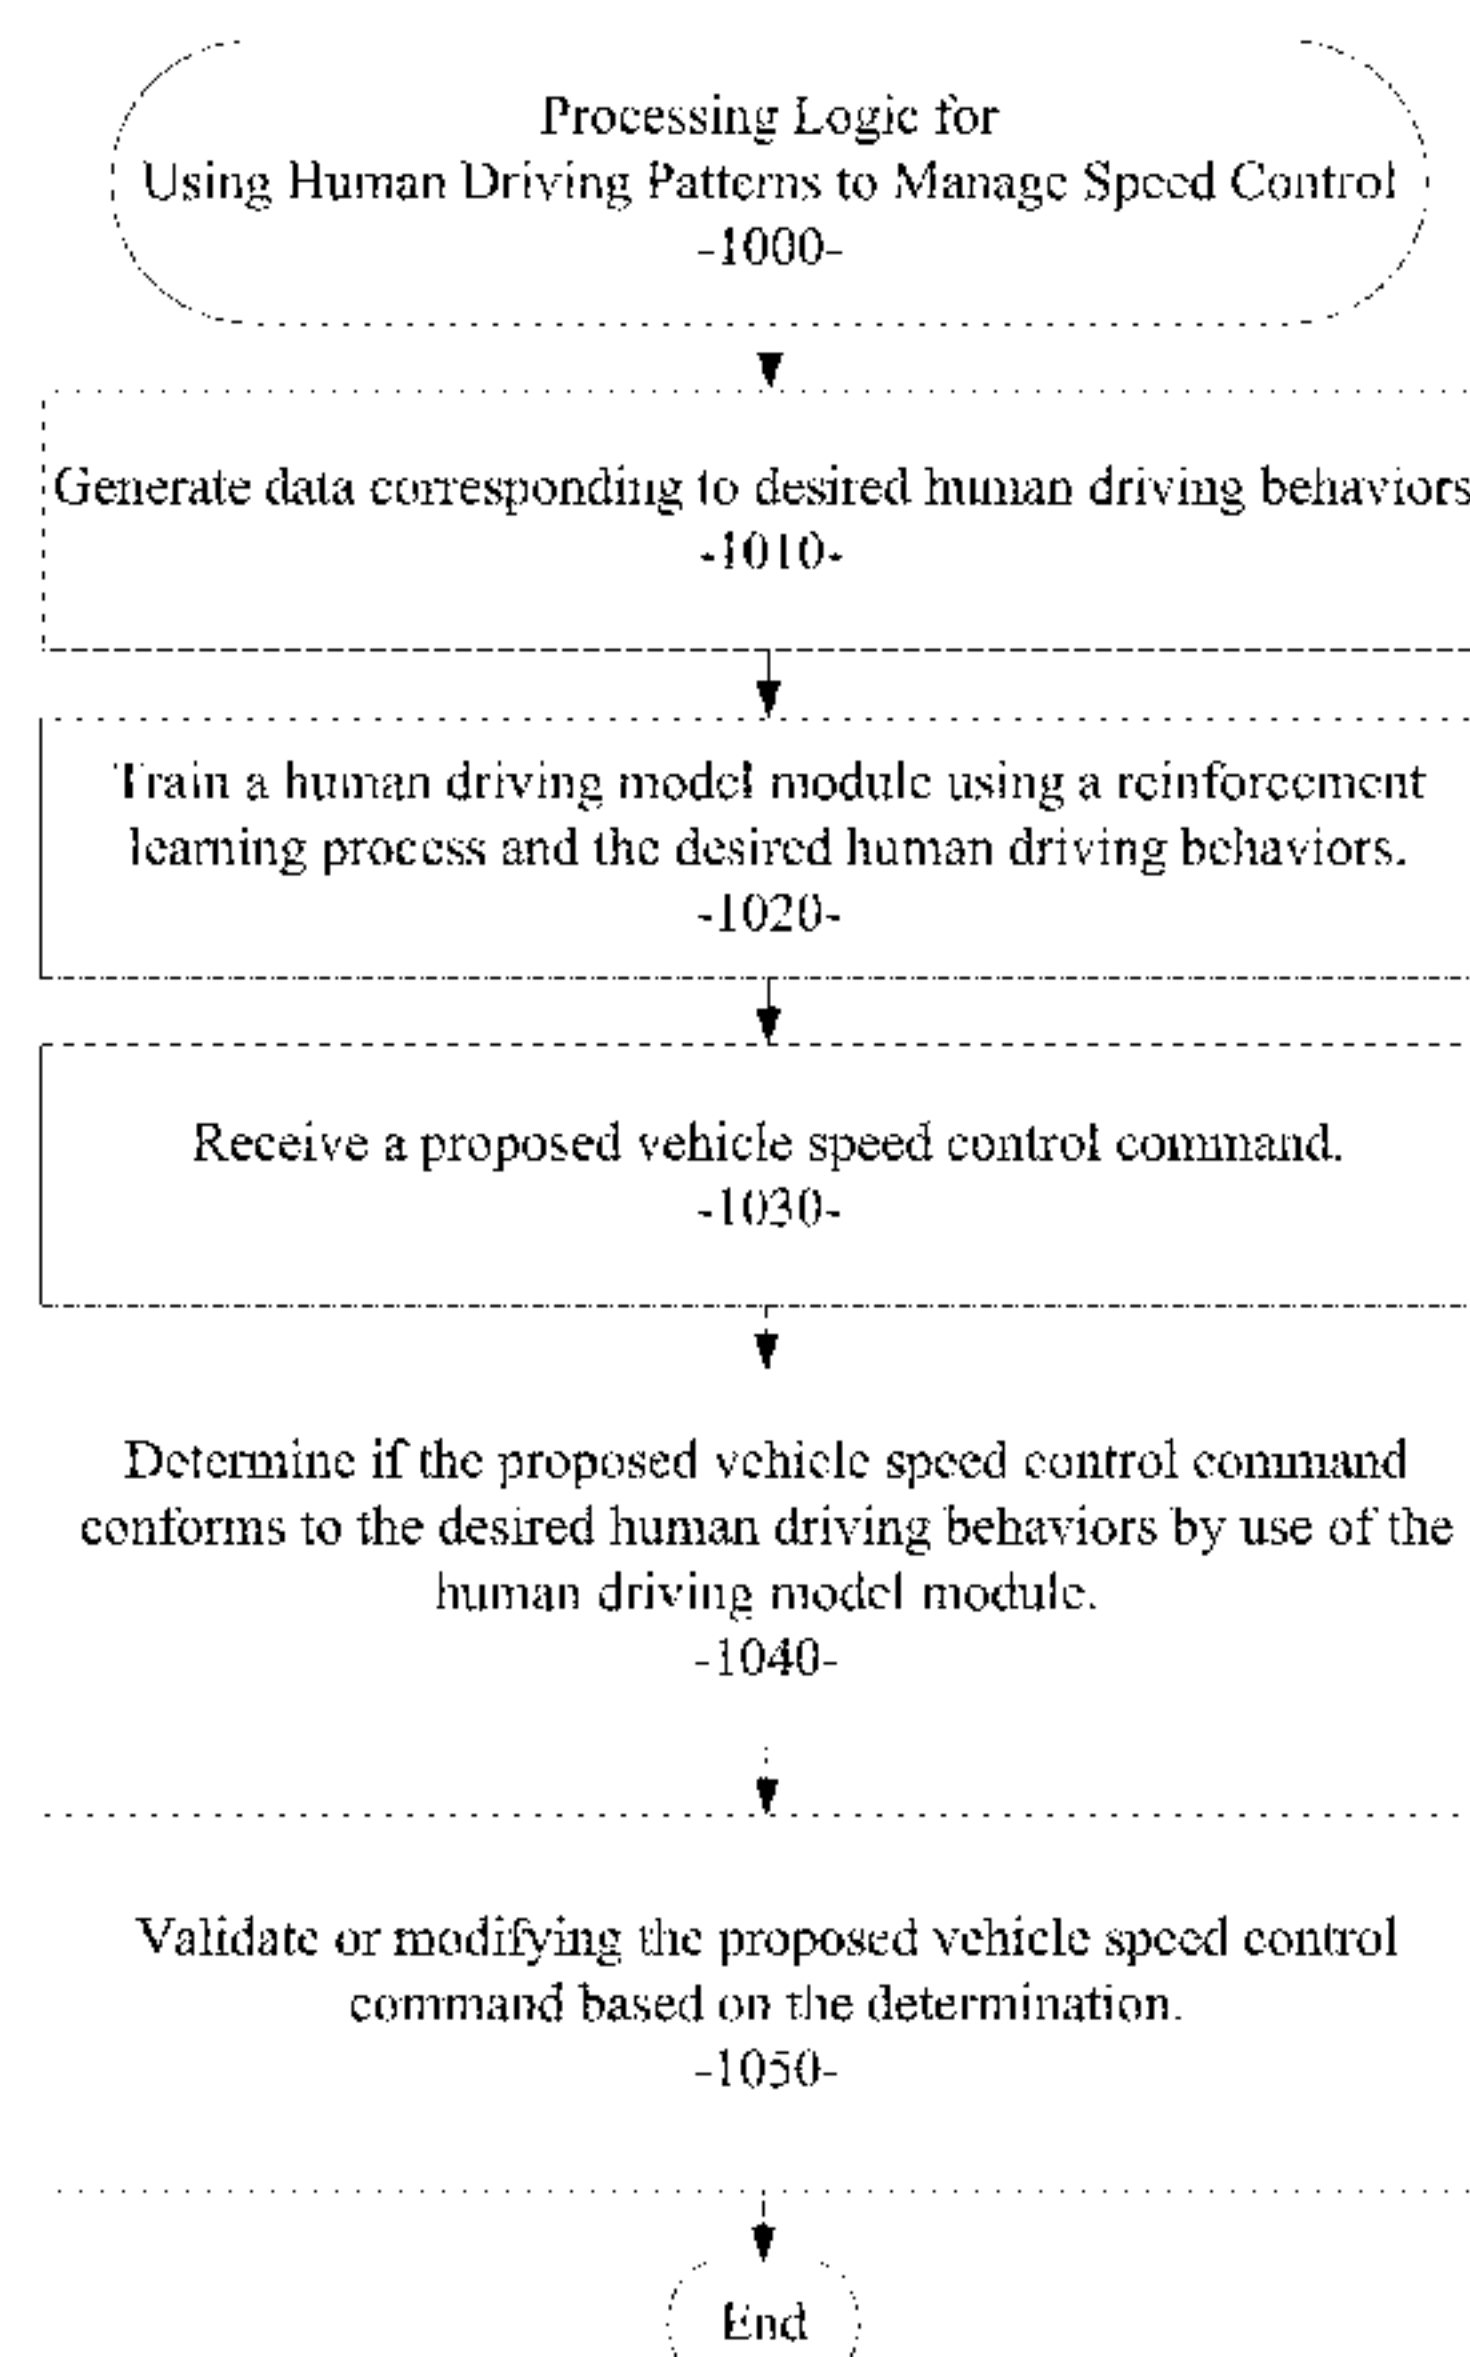 Processing Logic for
Using Human Driving Patterns to Manage Speed Control
-1000-
Generate data corresponding to desired human driving behaviors
-1010-
Train a human driving model module using a reinforcement
learning process and the desired human driving behaviors.
-1020-
Receive a proposed vehicle speed control command.
-1030-
Determine if the proposed vehicle speed control command
conforms to the desired human driving behaviors by use of the
human driving model module.
-1040-
Validate or modifying the proposed vehicle speed control
command based on the determination.
-1050-
End